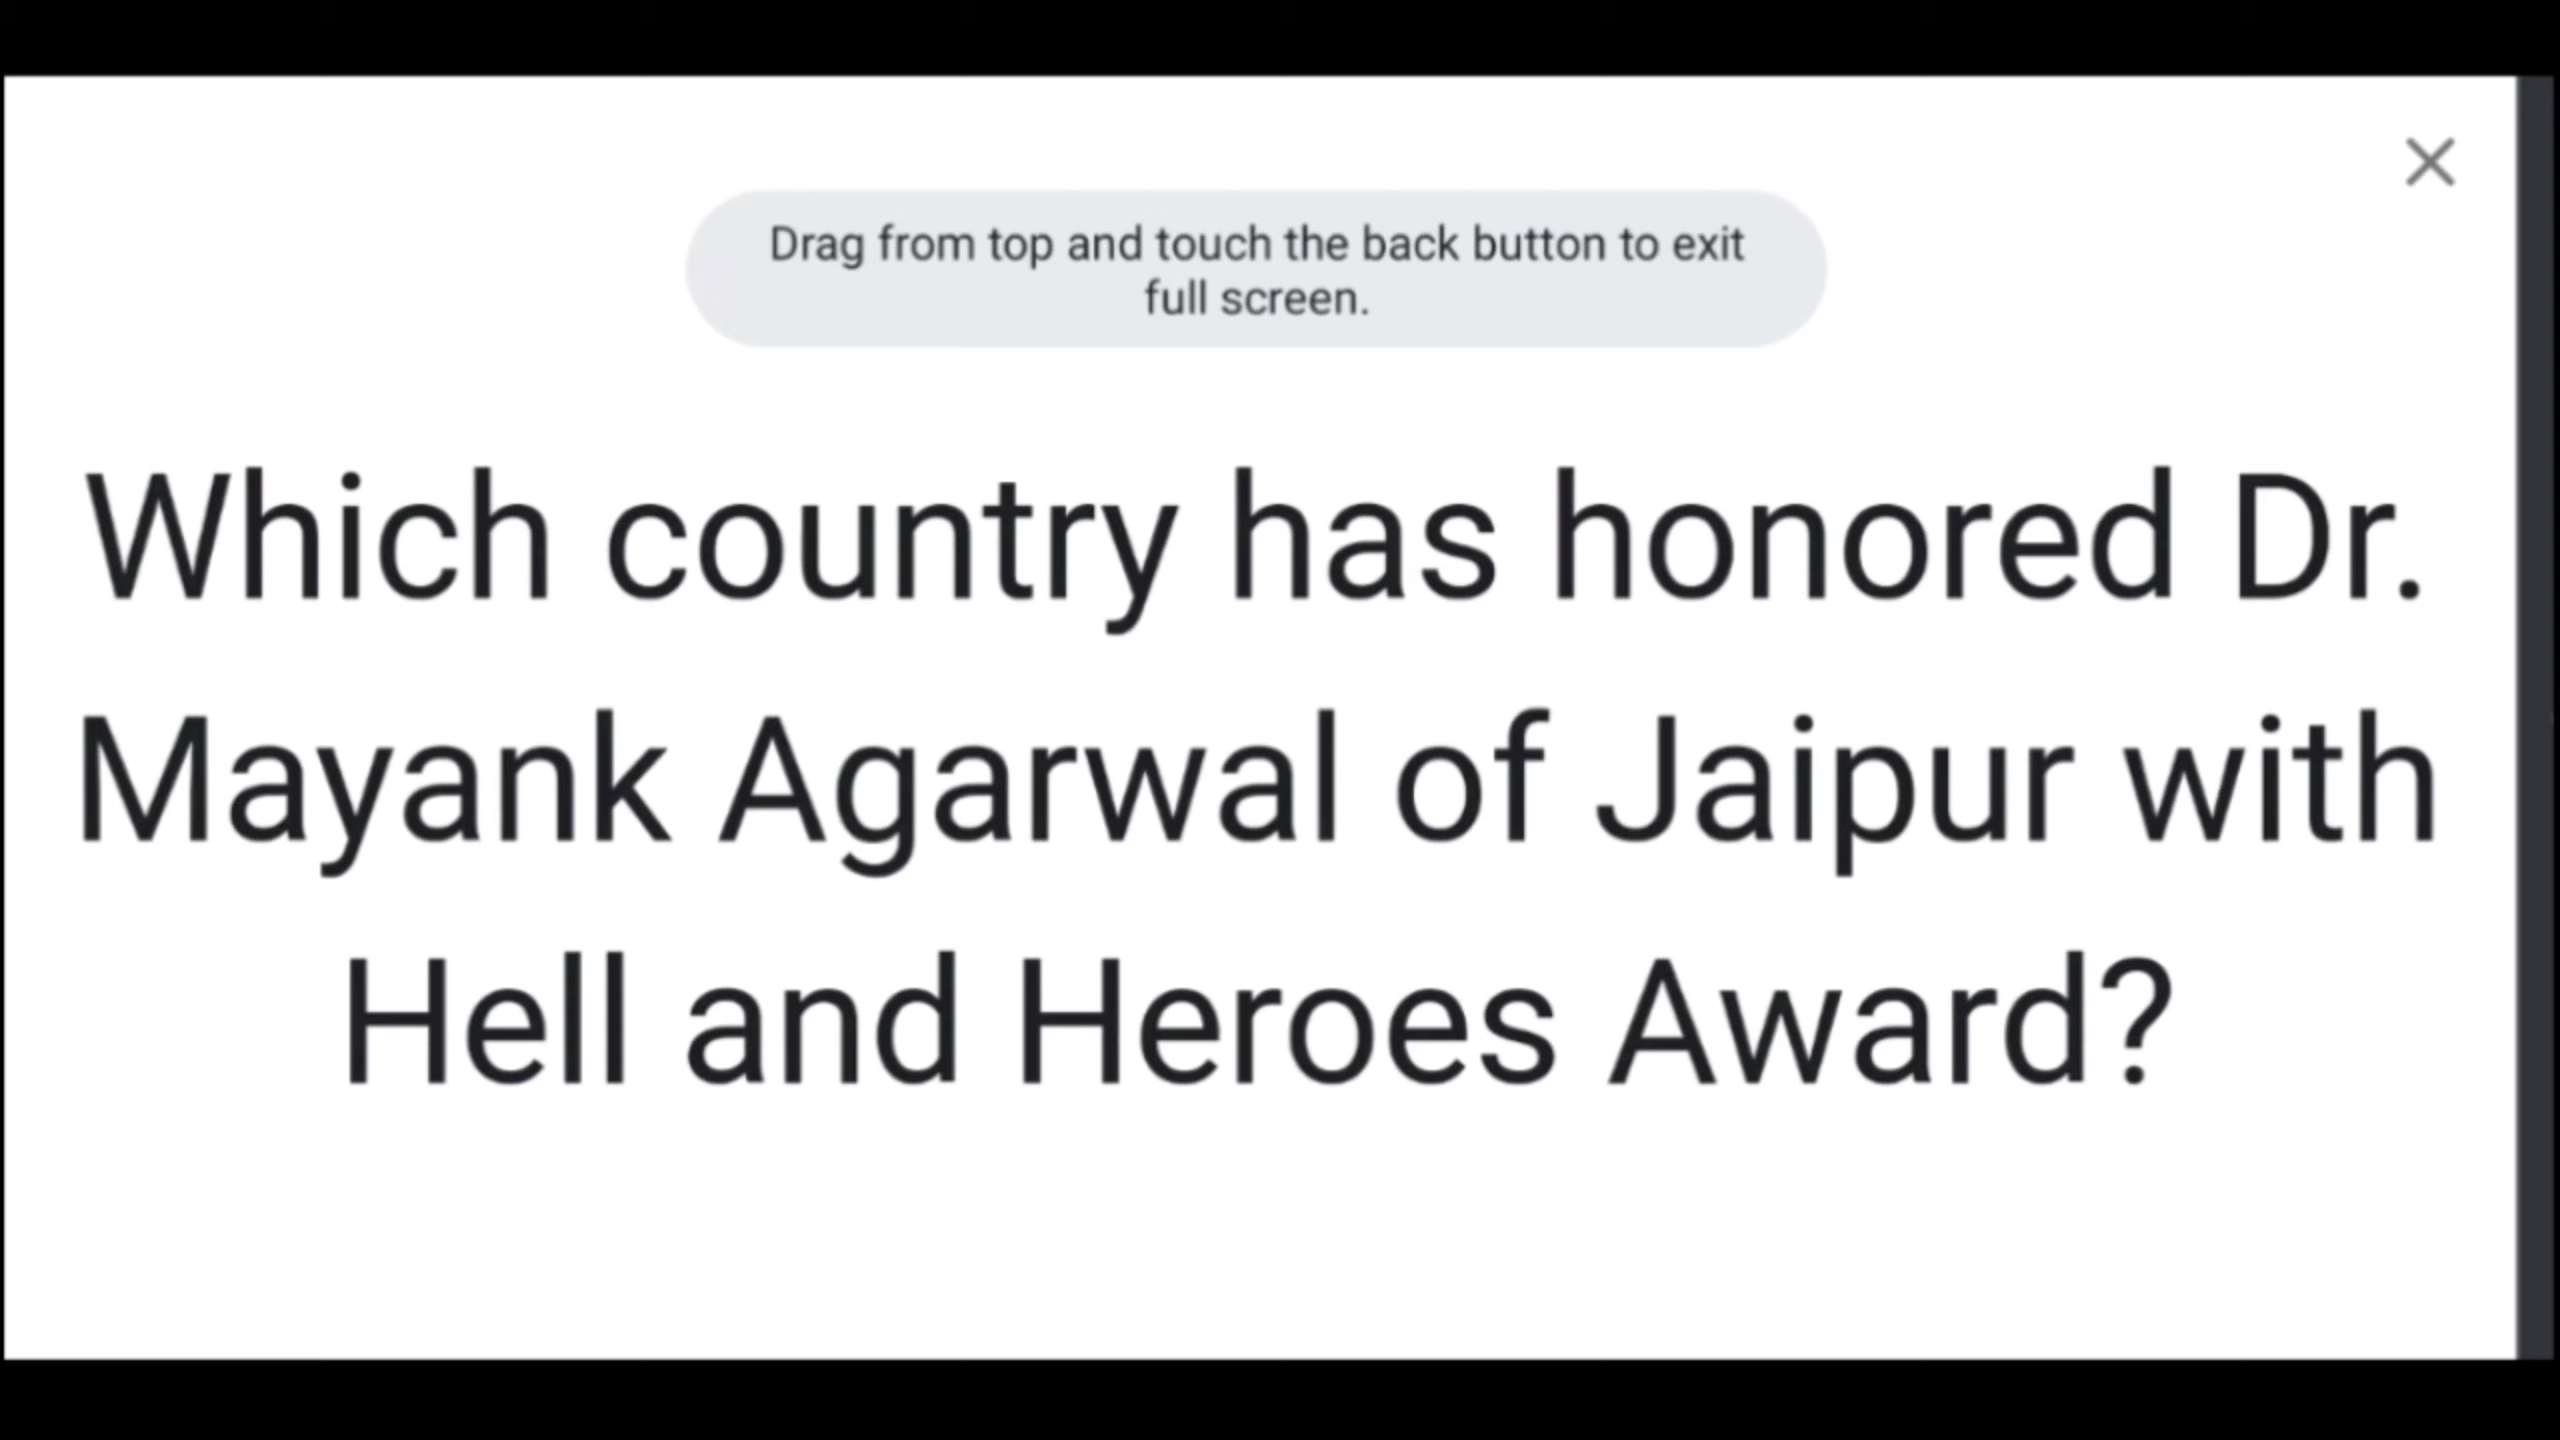 Drag from top and touch the back button to exit
full screen.
Which country has honored Dr.
Mayank Agarwal of Jaipur with
Hell and Heroes Award?